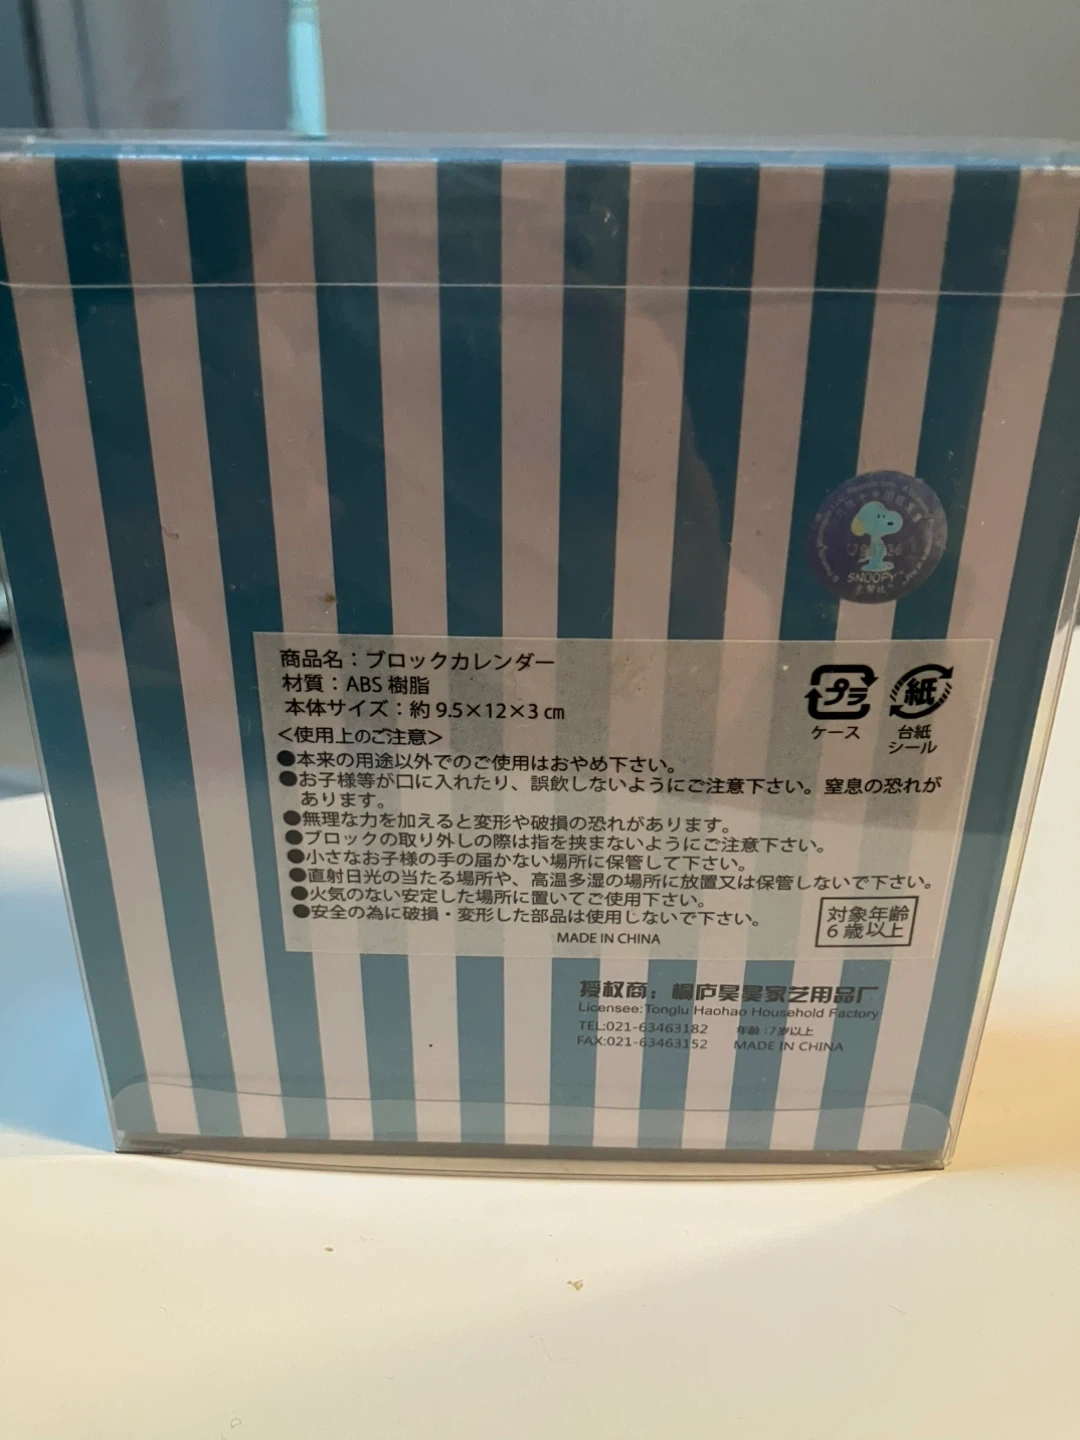 SNOOPY
商品名：ブロックカレンダー
材質：ABS 樹脂
本体サイズ：約 9.5×12×3 ㎝
＜使用上のご注意＞
●本来の用途以外でのご使用はおやめ下さい。
●お子様等が口に入れたり、誤飲しないようにご注意下さい。窒息の恐れが
あります。
●無理な力を加えると変形や破損の恐れがあります。
●ブロックの取り外しの際は指を挟まないようにご注意下さい。
●小さなお子様の手の届かない場所に保管して下さい。
●直射日光の当たる場所や、高温多湿の場所に放置又は保管しないで下さい。
●火気のない安定した場所に置いてご使用下さい。
●安全の為に破損・変形した部品は使用しないで下さい。
MADE IN CHINA
プラ
ケース
紙
台紙
シール
対象年齢
6 歳以上
授权商：桐庐昊昊家艺用品厂
Licensee:Tonglu Haohao Household Factory
TEL:021-63463182 年龄:7岁以上
FAX:021-63463152 MADE IN CHINA